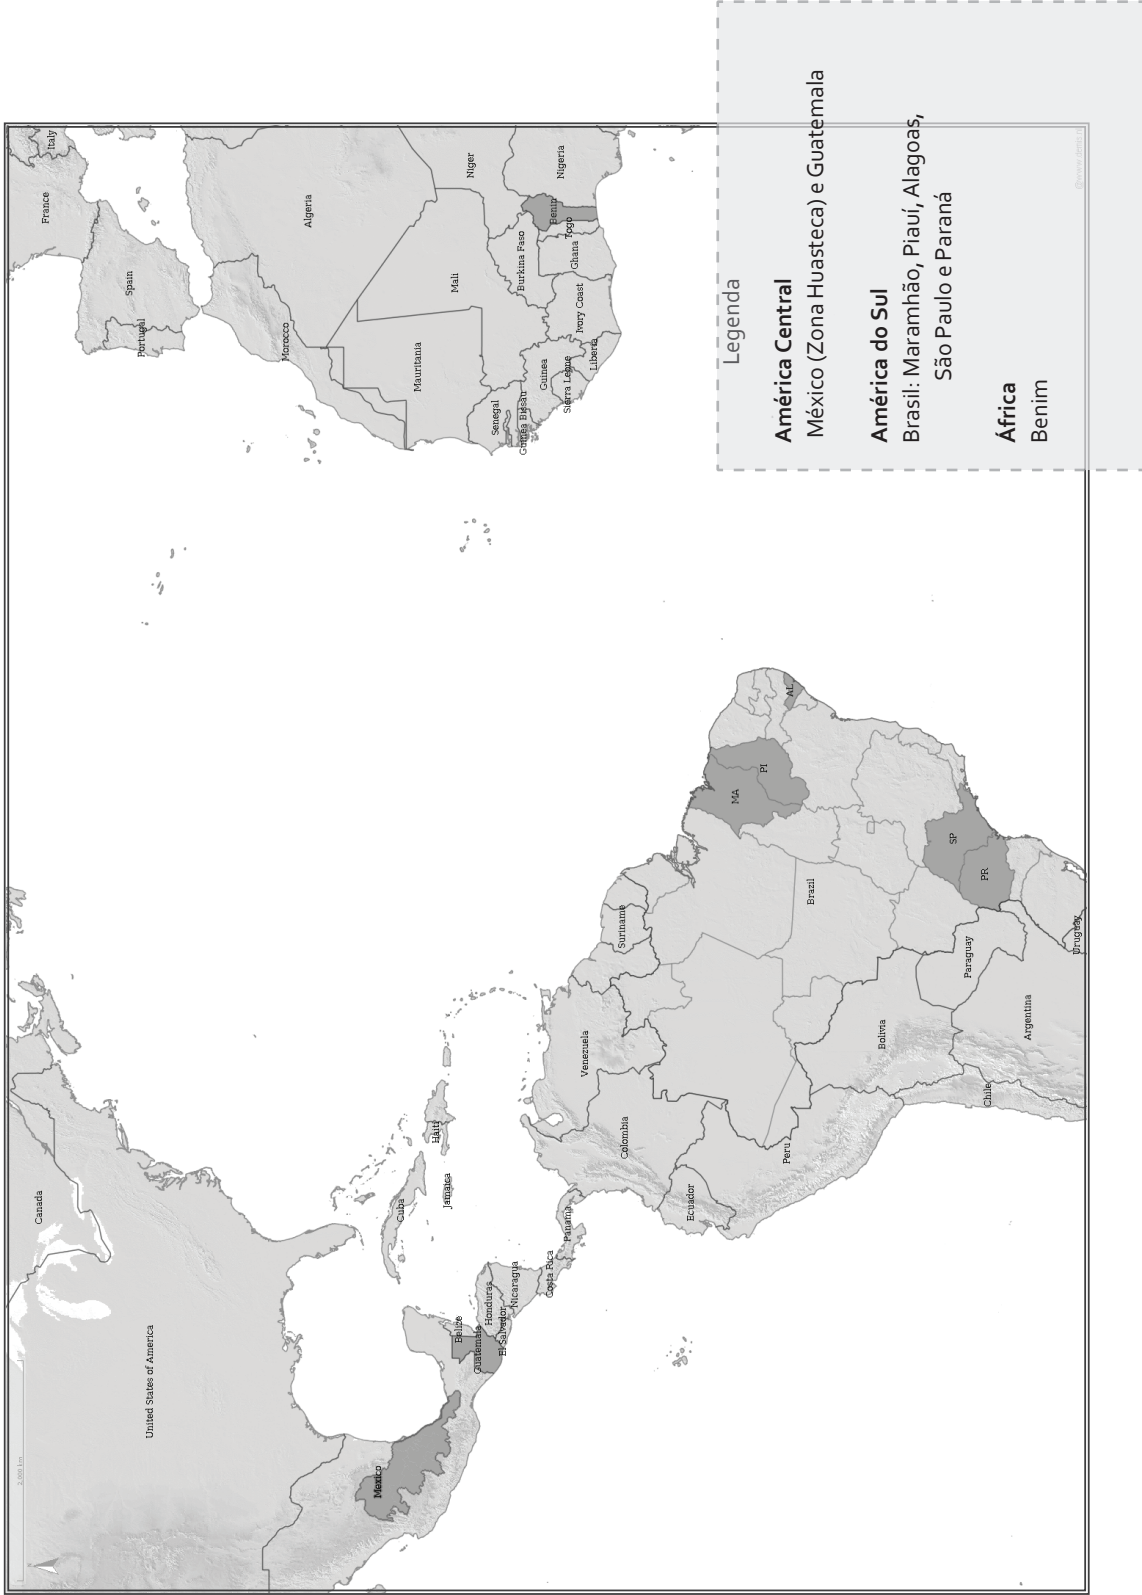 Legenda
América Central
México (Zona Huasteca) e Guatemala
América do Sul
Brasil: Maramhão, Piauí, Alagoas,
São Paulo e Paraná
África
Benim
Canada
United States of America
Mexico
Belize
Guatemala
Honduras
El Salvador
Nicaragua
Costa Rica
Panamá
Cuba
Jamaica
Haiti
Venezuela
Colombia
Ecuador
Peru
Suriname
Brazil
Bolivia
Paraguay
Chile
Argentina
Uruguay
MA
PI
AL
SP
PR
France
Italy
Spain
Portugal
Morocco
Algeria
Mauritania
Mali
Niger
Nigeria
Senegal
Guinea Bissau
Guinea
Sierra Leone
Liberia
Ivory Coast
Burkina Faso
Ghana
Togo
Benin